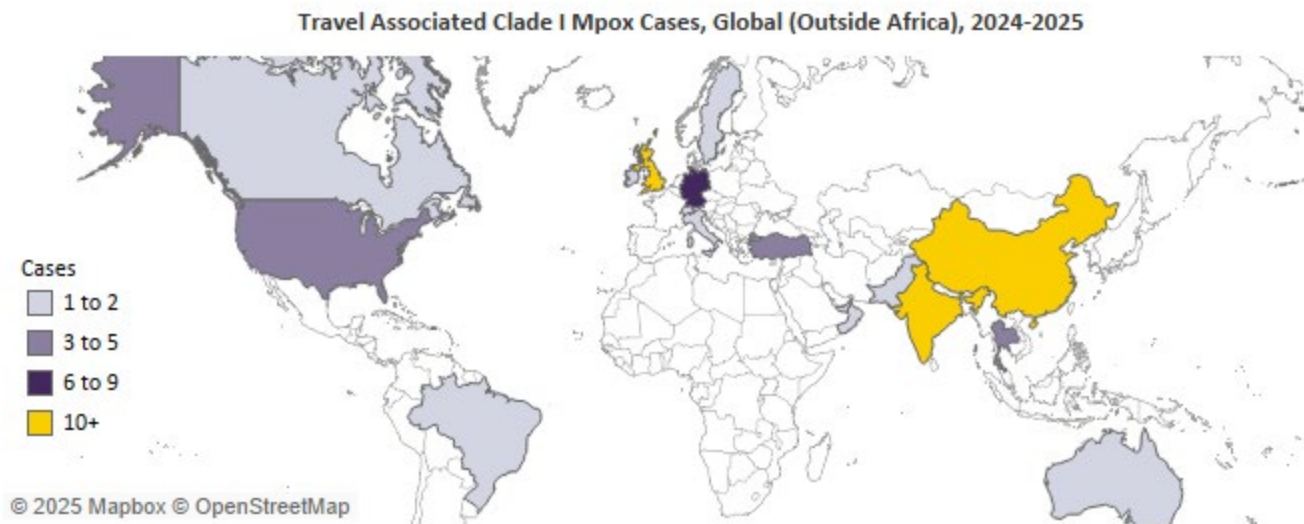 Travel Associated Clade I Mpox Cases, Global (Outside Africa), 2024-2025
Cases
1 to 2
3 to 5
6 to 9
10+
© 2025 Mapbox © OpenStreetMap